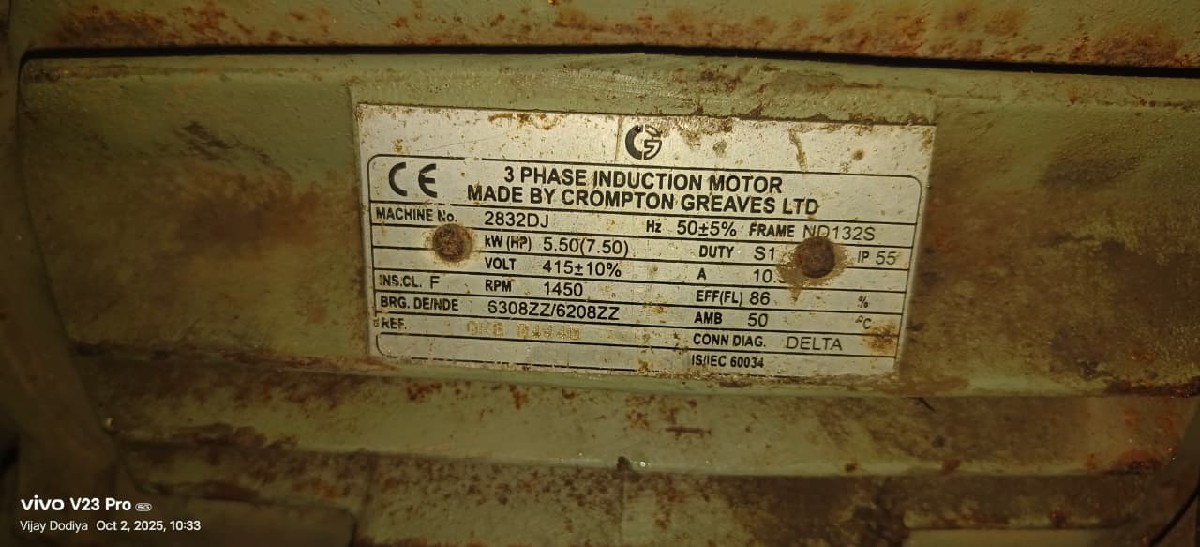 CG
CE
3 PHASE INDUCTION MOTOR
MADE BY CROMPTON GREAVES LTD
MACHINE No. 2832DJ Hz 50±5% FRAME ND132S
kW (HP) 5.50(7.50) DUTY S1 IP 55
VOLT 415±10% A 10.
INS.CL. F RPM 1450 EFF(FL) 86 %
BRG. DE/NDE 6308ZZ/6208ZZ AMB 50 °C
REF. CONN DIAG. DELTA
IS/IEC 60034
vivo V23 Pro 5G
Vijay Dodiya Oct 2, 2025, 10:33